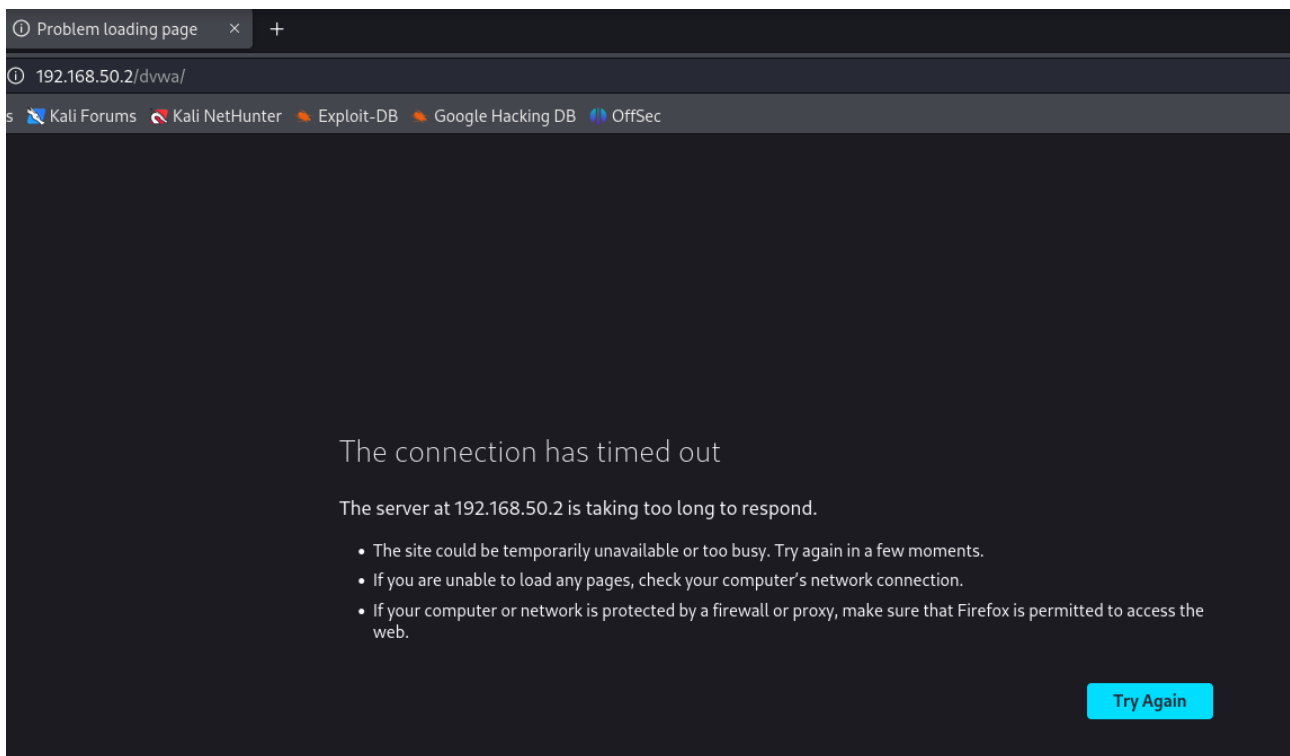 Problem loading page × +
192.168.50.2/dvwa/
s Kali Forums Kali NetHunter Exploit-DB Google Hacking DB OffSec
The connection has timed out
The server at 192.168.50.2 is taking too long to respond.
• The site could be temporarily unavailable or too busy. Try again in a few moments.
• If you are unable to load any pages, check your computer’s network connection.
• If your computer or network is protected by a firewall or proxy, make sure that Firefox is permitted to access the
web.
Try Again